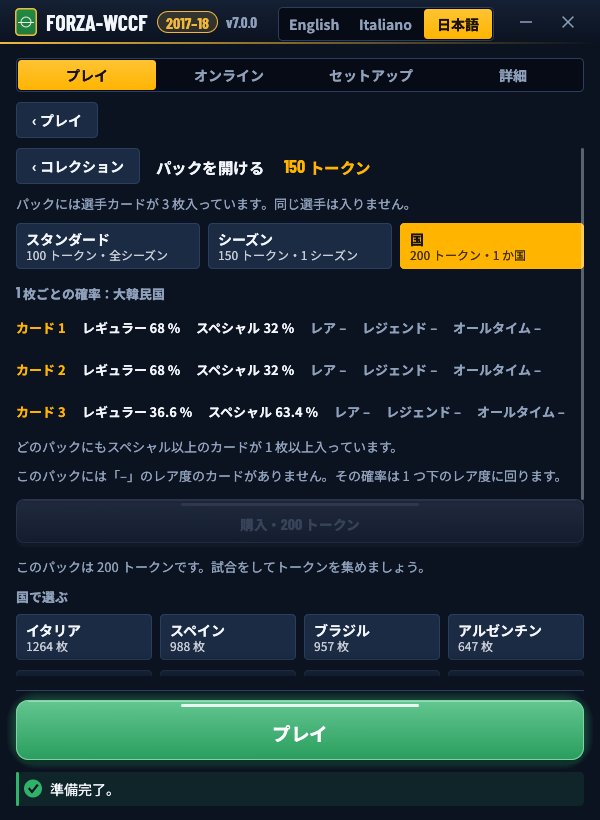 FORZA-WCCF 2017-18 v7.0.0 English Italiano 日本語
プレイ オンライン セットアップ 詳細
‹ プレイ
‹ コレクション パックを開ける 150 トークン
パックには選手カードが 3 枚入っています。同じ選手は入りません。
スタンダード シーズン 国
100 トークン・全シーズン 150 トークン・1 シーズン 200 トークン・1 か国
1 枚ごとの確率：大韓民国
カード 1 レギュラー 68 % スペシャル 32 % レア – レジェンド – オールタイム –
カード 2 レギュラー 68 % スペシャル 32 % レア – レジェンド – オールタイム –
カード 3 レギュラー 36.6 % スペシャル 63.4 % レア – レジェンド – オールタイム –
どのパックにもスペシャル以上のカードが 1 枚以上入っています。
このパックには「–」のレア度のカードがありません。その確率は 1 つ下のレア度に回ります。
購入・200 トークン
このパックは 200 トークンです。試合をしてトークンを集めましょう。
国で選ぶ
イタリア スペイン ブラジル アルゼンチン
1264 枚 988 枚 957 枚 647 枚
プレイ
準備完了。